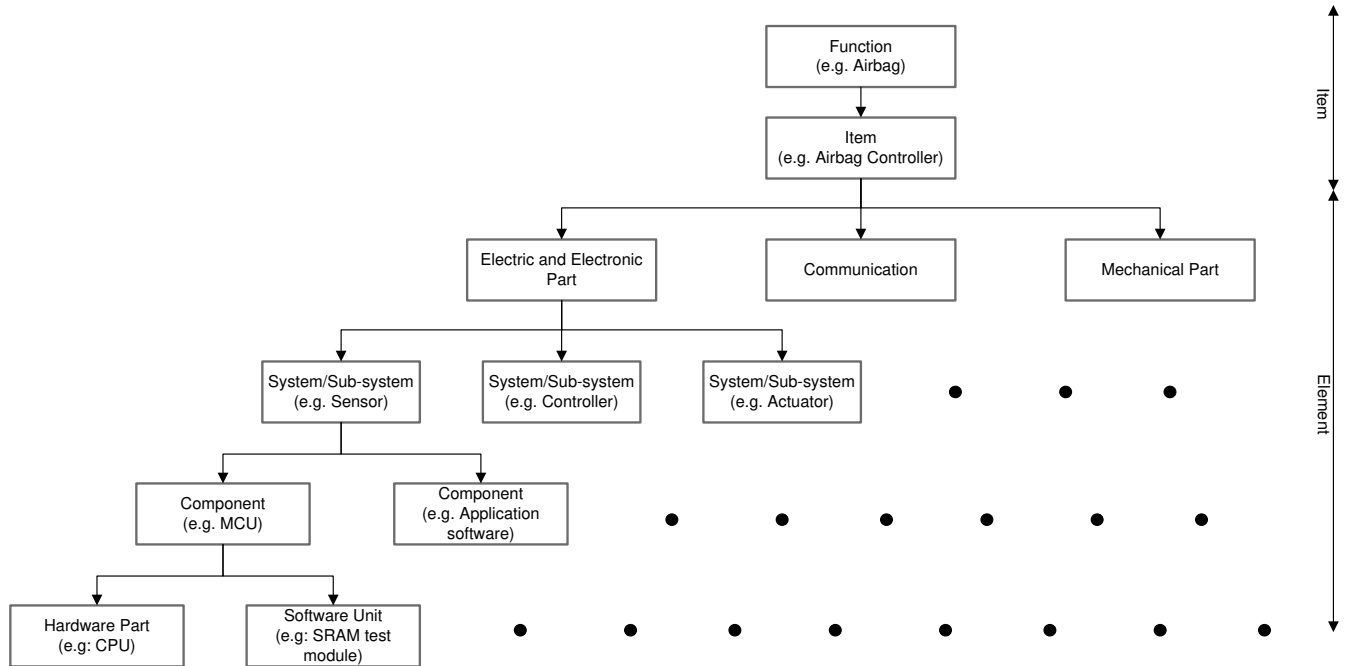 Function
(e.g. Airbag)
Item
Item
(e.g. Airbag Controller)
Electric and Electronic
Part
Communication
Mechanical Part
System/Sub-system
(e.g. Sensor)
System/Sub-system
(e.g. Controller)
System/Sub-system
(e.g. Actuator)
Element
Component
(e.g. MCU)
Component
(e.g. Application
software)
Hardware Part
(e.g: CPU)
Software Unit
(e.g: SRAM test
module)